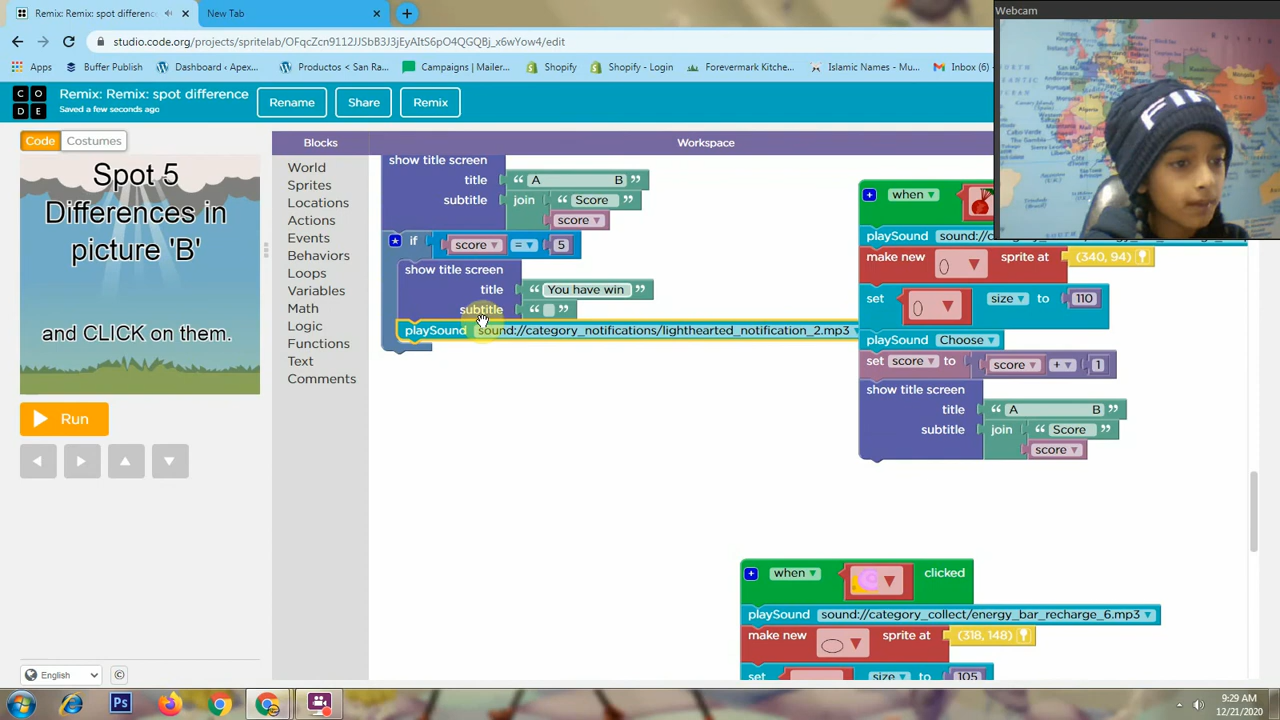 Remix: Remix: spot difference
New Tab
Webcam
studio.code.org/projects/spritelab/OFqcZcn9112JJSbB3J3jEyAItS6pO4QGQBj_x6wYow4/edit
Apps
Buffer Publish
Dashboard ‹ Apex...
Productos < San Ra...
Campaigns | Mailer...
Shopify
Shopify - Login
Forevermark Monthl...
Islamic Names - Mu...
Inbox (6)
C O
D E
Remix: Remix: spot difference
Saved a few seconds ago
Rename
Share
Remix
Code
Costumes
Blocks
Workspace
Spot 5
Differences in
picture 'B'
and CLICK on them.
Run
English
World
Sprites
Locations
Actions
Events
Behaviors
Loops
Variables
Math
Logic
Functions
Text
Comments
show title screen
title “ A B ”
subtitle join “ Score ”
score
if score = 5
show title screen
title “ You have win ”
subtitle “ ”
playSound sound://category_notifications/lighthearted_notification_2.mp3
when
playSound
make new sprite at (340, 94)
set size to 110
playSound Choose
set score to score + 1
show title screen
title “ A B ”
subtitle join “ Score ”
score
when clicked
playSound sound://category_collect/energy_bar_recharge_6.mp3
make new sprite at (318, 148)
set 105
9:29 AM
12/21/2020